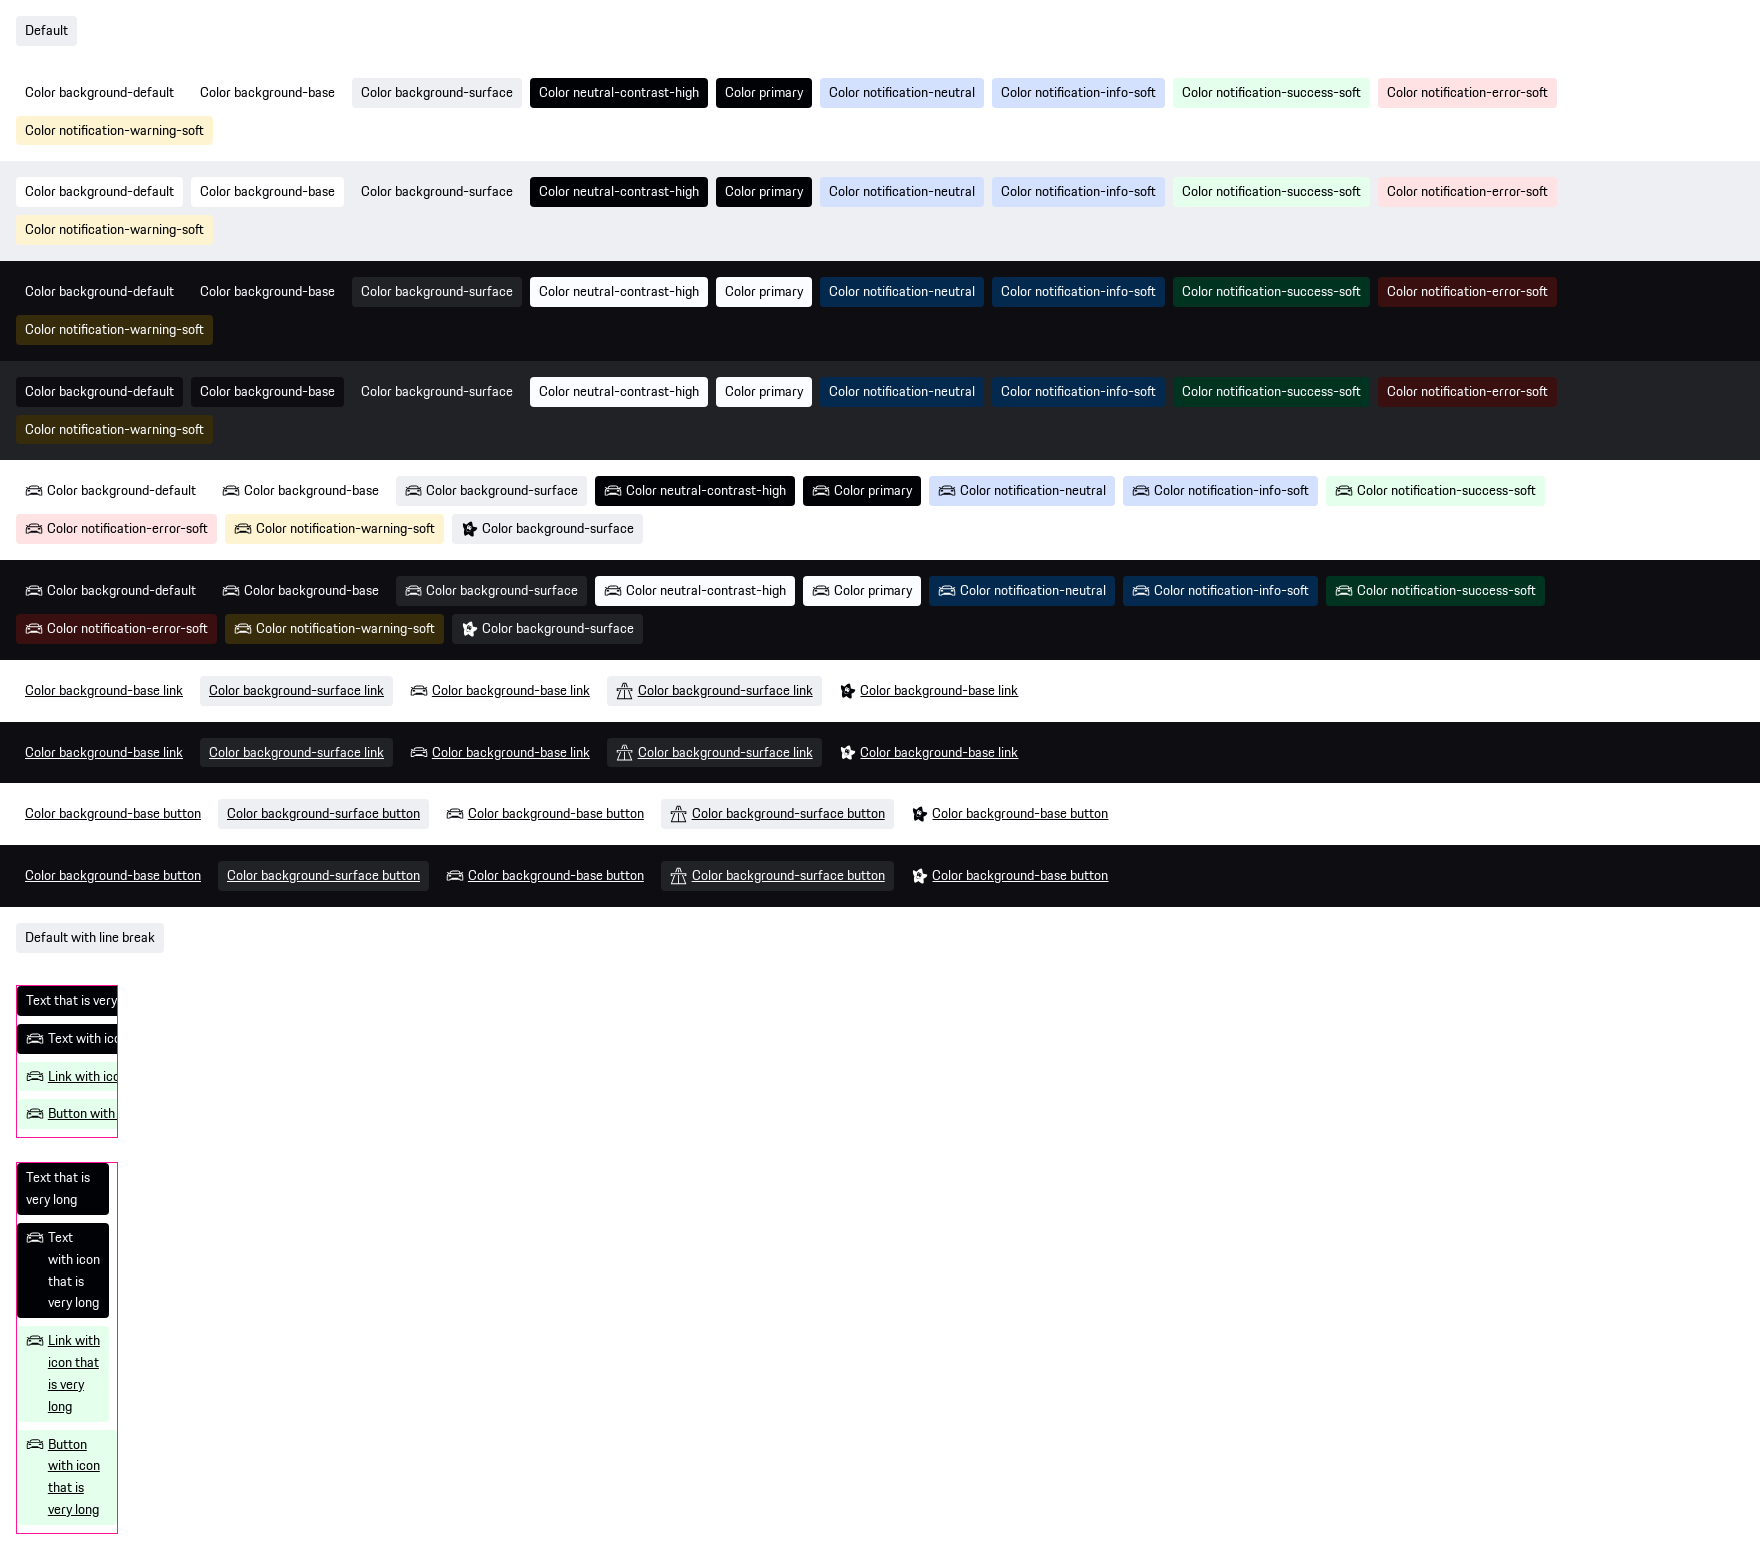 Default
Color background-default Color background-base Color background-surface Color neutral-contrast-high Color primary Color notification-neutral Color notification-info-soft Color notification-success-soft Color notification-error-soft
Color notification-warning-soft
Color background-default Color background-base Color background-surface Color neutral-contrast-high Color primary Color notification-neutral Color notification-info-soft Color notification-success-soft Color notification-error-soft
Color notification-warning-soft
Color background-default Color background-base Color background-surface Color neutral-contrast-high Color primary Color notification-neutral Color notification-info-soft Color notification-success-soft Color notification-error-soft
Color notification-warning-soft
Color background-default Color background-base Color background-surface Color neutral-contrast-high Color primary Color notification-neutral Color notification-info-soft Color notification-success-soft Color notification-error-soft
Color notification-warning-soft
Color background-default Color background-base Color background-surface Color neutral-contrast-high Color primary Color notification-neutral Color notification-info-soft Color notification-success-soft
Color notification-error-soft Color notification-warning-soft Color background-surface
Color background-default Color background-base Color background-surface Color neutral-contrast-high Color primary Color notification-neutral Color notification-info-soft Color notification-success-soft
Color notification-error-soft Color notification-warning-soft Color background-surface
Color background-base link Color background-surface link Color background-base link Color background-surface link Color background-base link
Color background-base link Color background-surface link Color background-base link Color background-surface link Color background-base link
Color background-base button Color background-surface button Color background-base button Color background-surface button Color background-base button
Color background-base button Color background-surface button Color background-base button Color background-surface button Color background-base button
Default with line break
Text that is very
Text with
Link with
Button with
Text that is
very long
Text
with icon
that is
very long
Link with
icon that
is very
long
Button
with icon
that is
very long